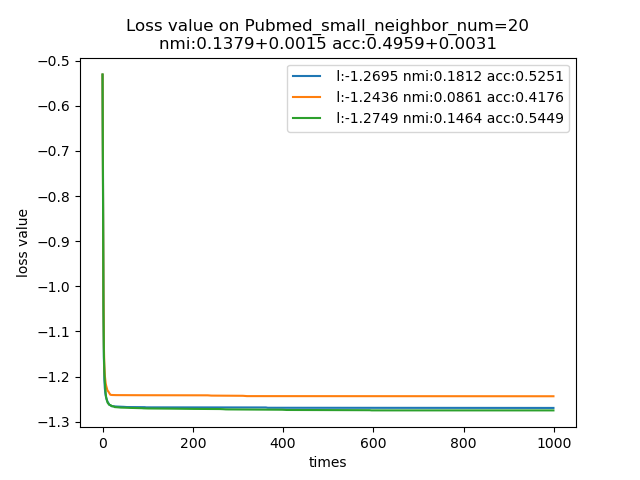 Loss value on Pubmed_small_neighbor_num=20
nmi:0.1379+0.0015 acc:0.4959+0.0031
l:-1.2695 nmi:0.1812 acc:0.5251
l:-1.2436 nmi:0.0861 acc:0.4176
l:-1.2749 nmi:0.1464 acc:0.5449
loss value
−0.5
−0.6
−0.7
−0.8
−0.9
−1.0
−1.1
−1.2
−1.3
0 200 400 600 800 1000
times